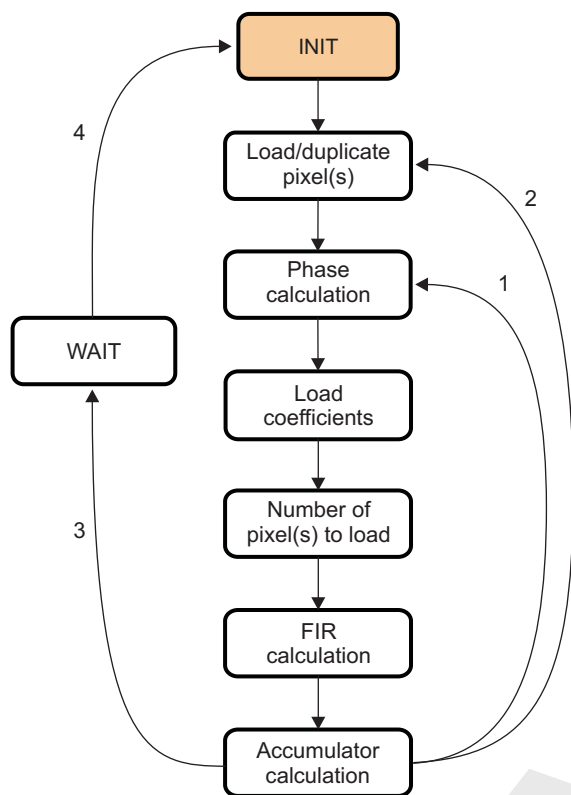 INIT
4
Load/duplicate
pixel(s)
2
Phase
calculation
1
WAIT
Load
coefficients
Number of
pixel(s) to load
3
FIR
calculation
Accumulator
calculation